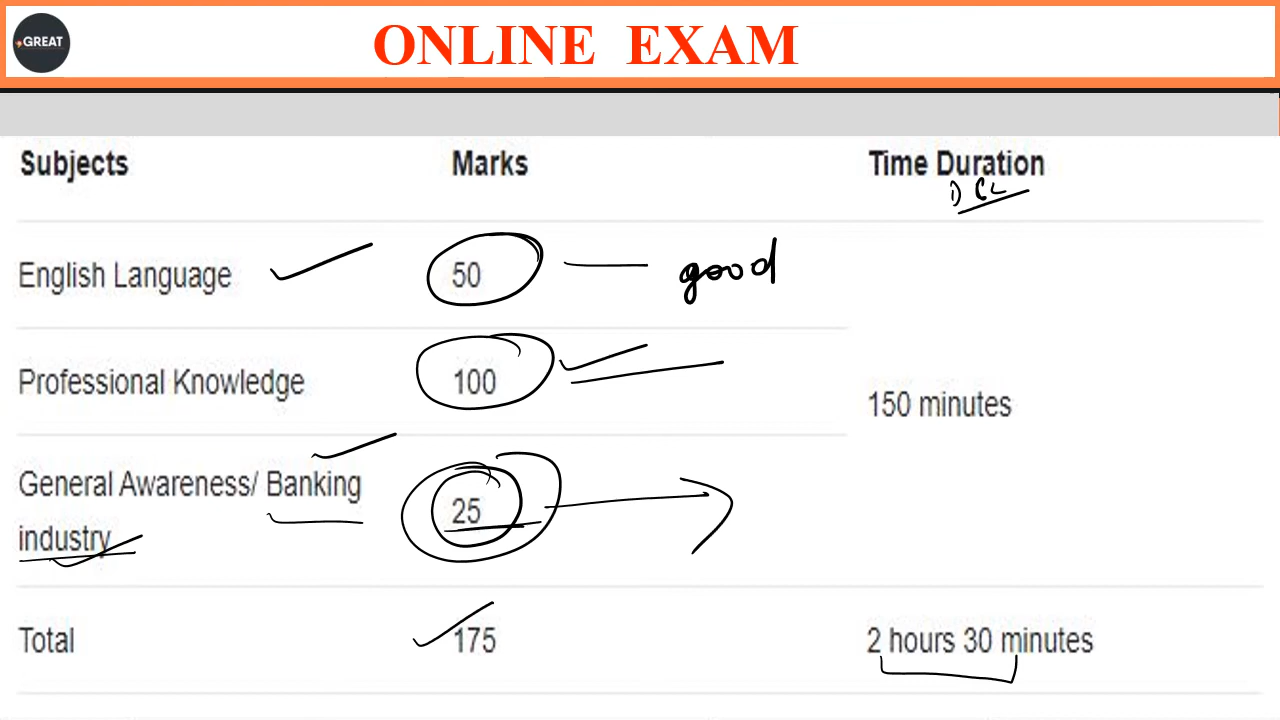 GREAT
ONLINE EXAM
Subjects Marks Time Duration
English Language 50 good
Professional Knowledge 100
150 minutes
General Awareness/ Banking
industry
25
Total 175 2 hours 30 minutes